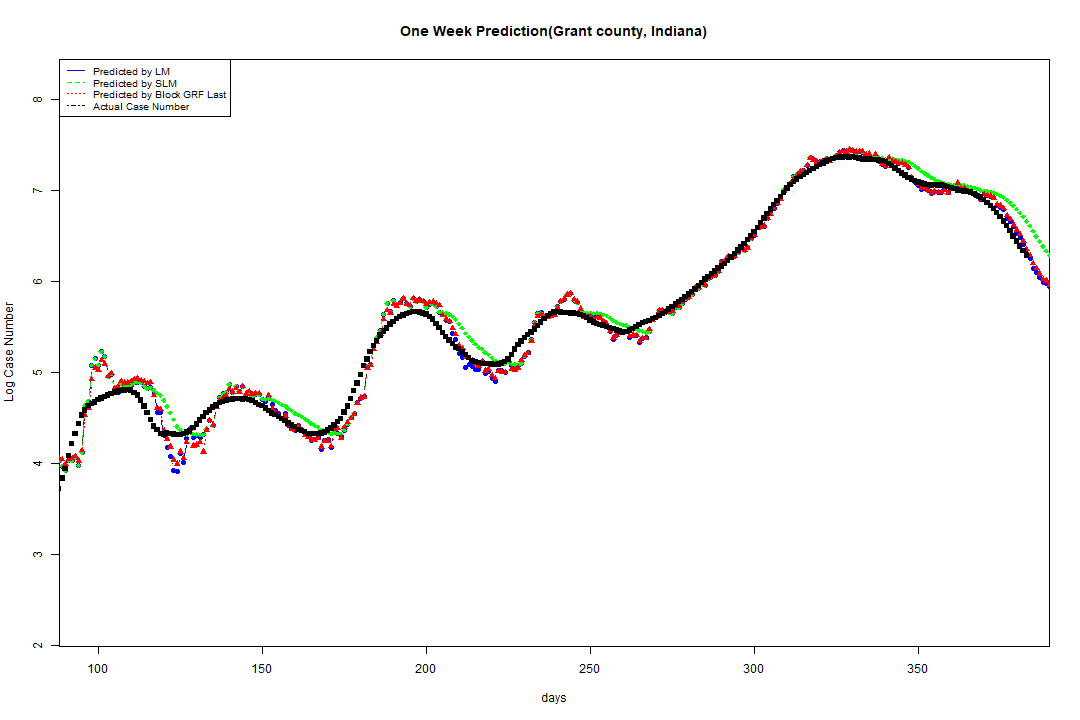 One Week Prediction(Grant county, Indiana)
Predicted by LM
Predicted by SLM
Predicted by Block GRF Last
Actual Case Number
8
7
6
5
4
3
2
Log Case Number
100 150 200 250 300 350
days